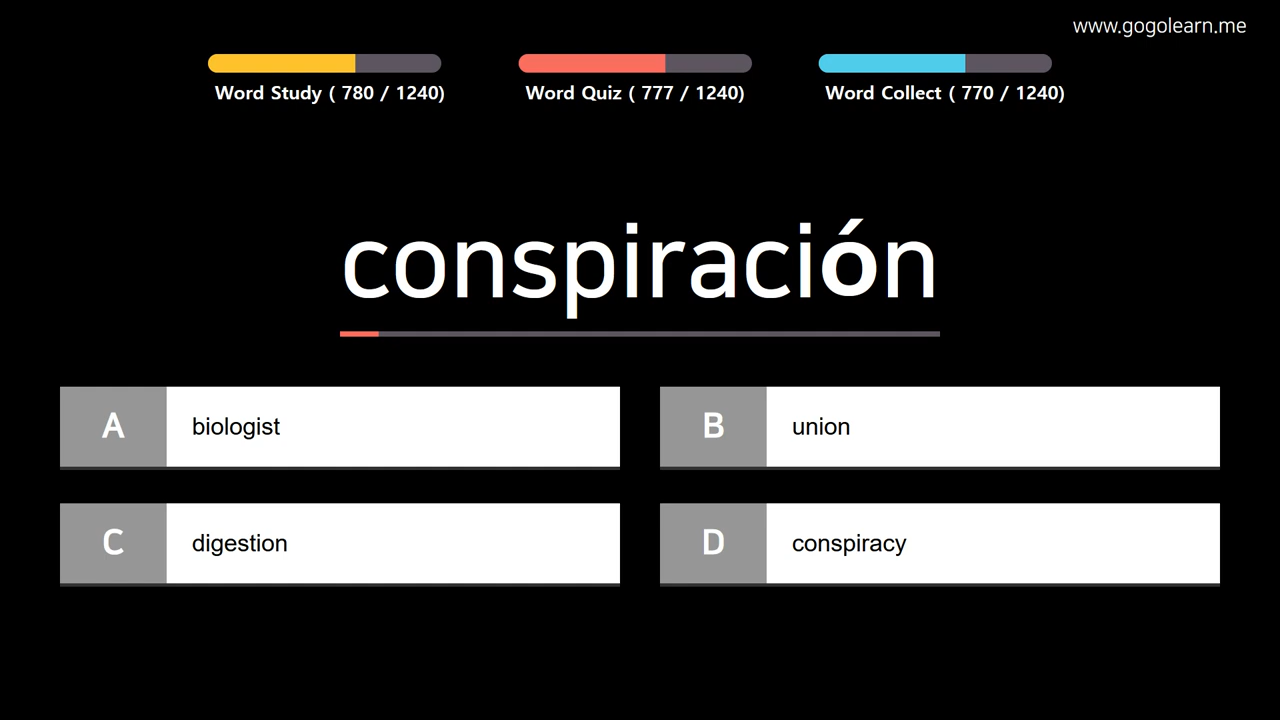 www.gogolearn.me
Word Study ( 780 / 1240)
Word Quiz ( 777 / 1240)
Word Collect ( 770 / 1240)
conspiración
A biologist
B union
C digestion
D conspiracy